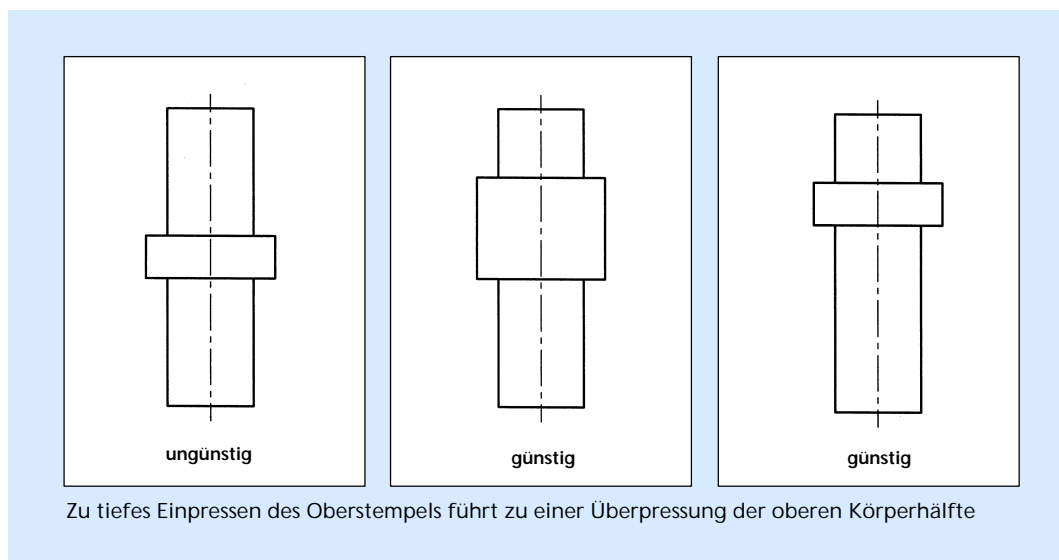 ungünstig
günstig
günstig
Zu tiefes Einpressen des Oberstempels führt zu einer Überpressung der oberen Körperhälfte